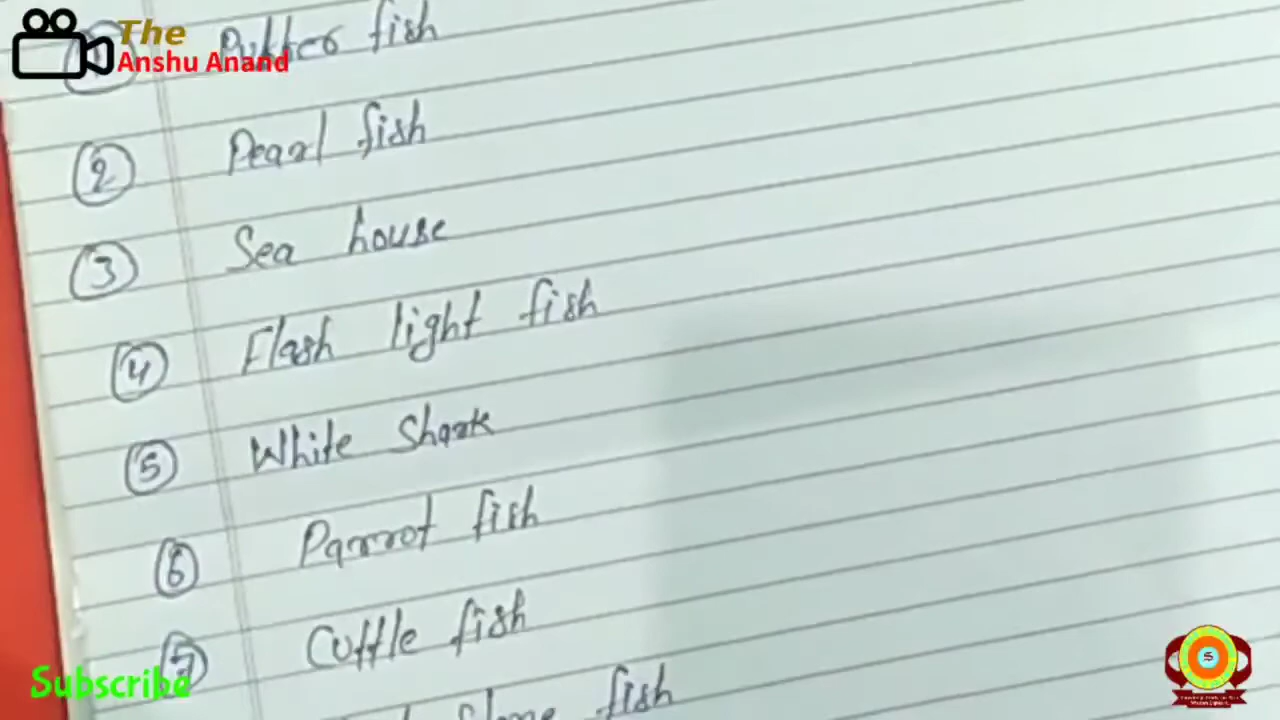 The
Anshu Anand
Puffer fish
2 Pearl fish
3 Sea house
4 Flash light fish
5 White Shark
6 Parrot fish
7 Cuttle fish
fish
Subscribe
S